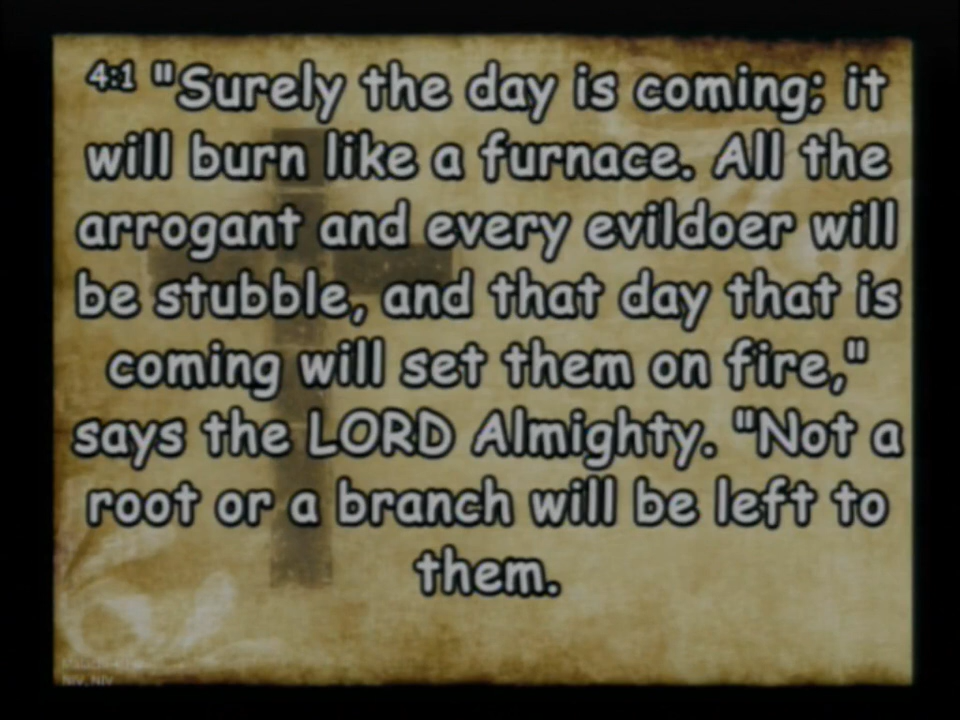 4:1 "Surely the day is coming; it
will burn like a furnace. All the
arrogant and every evildoer will
be stubble, and that day that is
coming will set them on fire,"
says the LORD Almighty. "Not a
root or a branch will be left to
them.
NIV, NIV